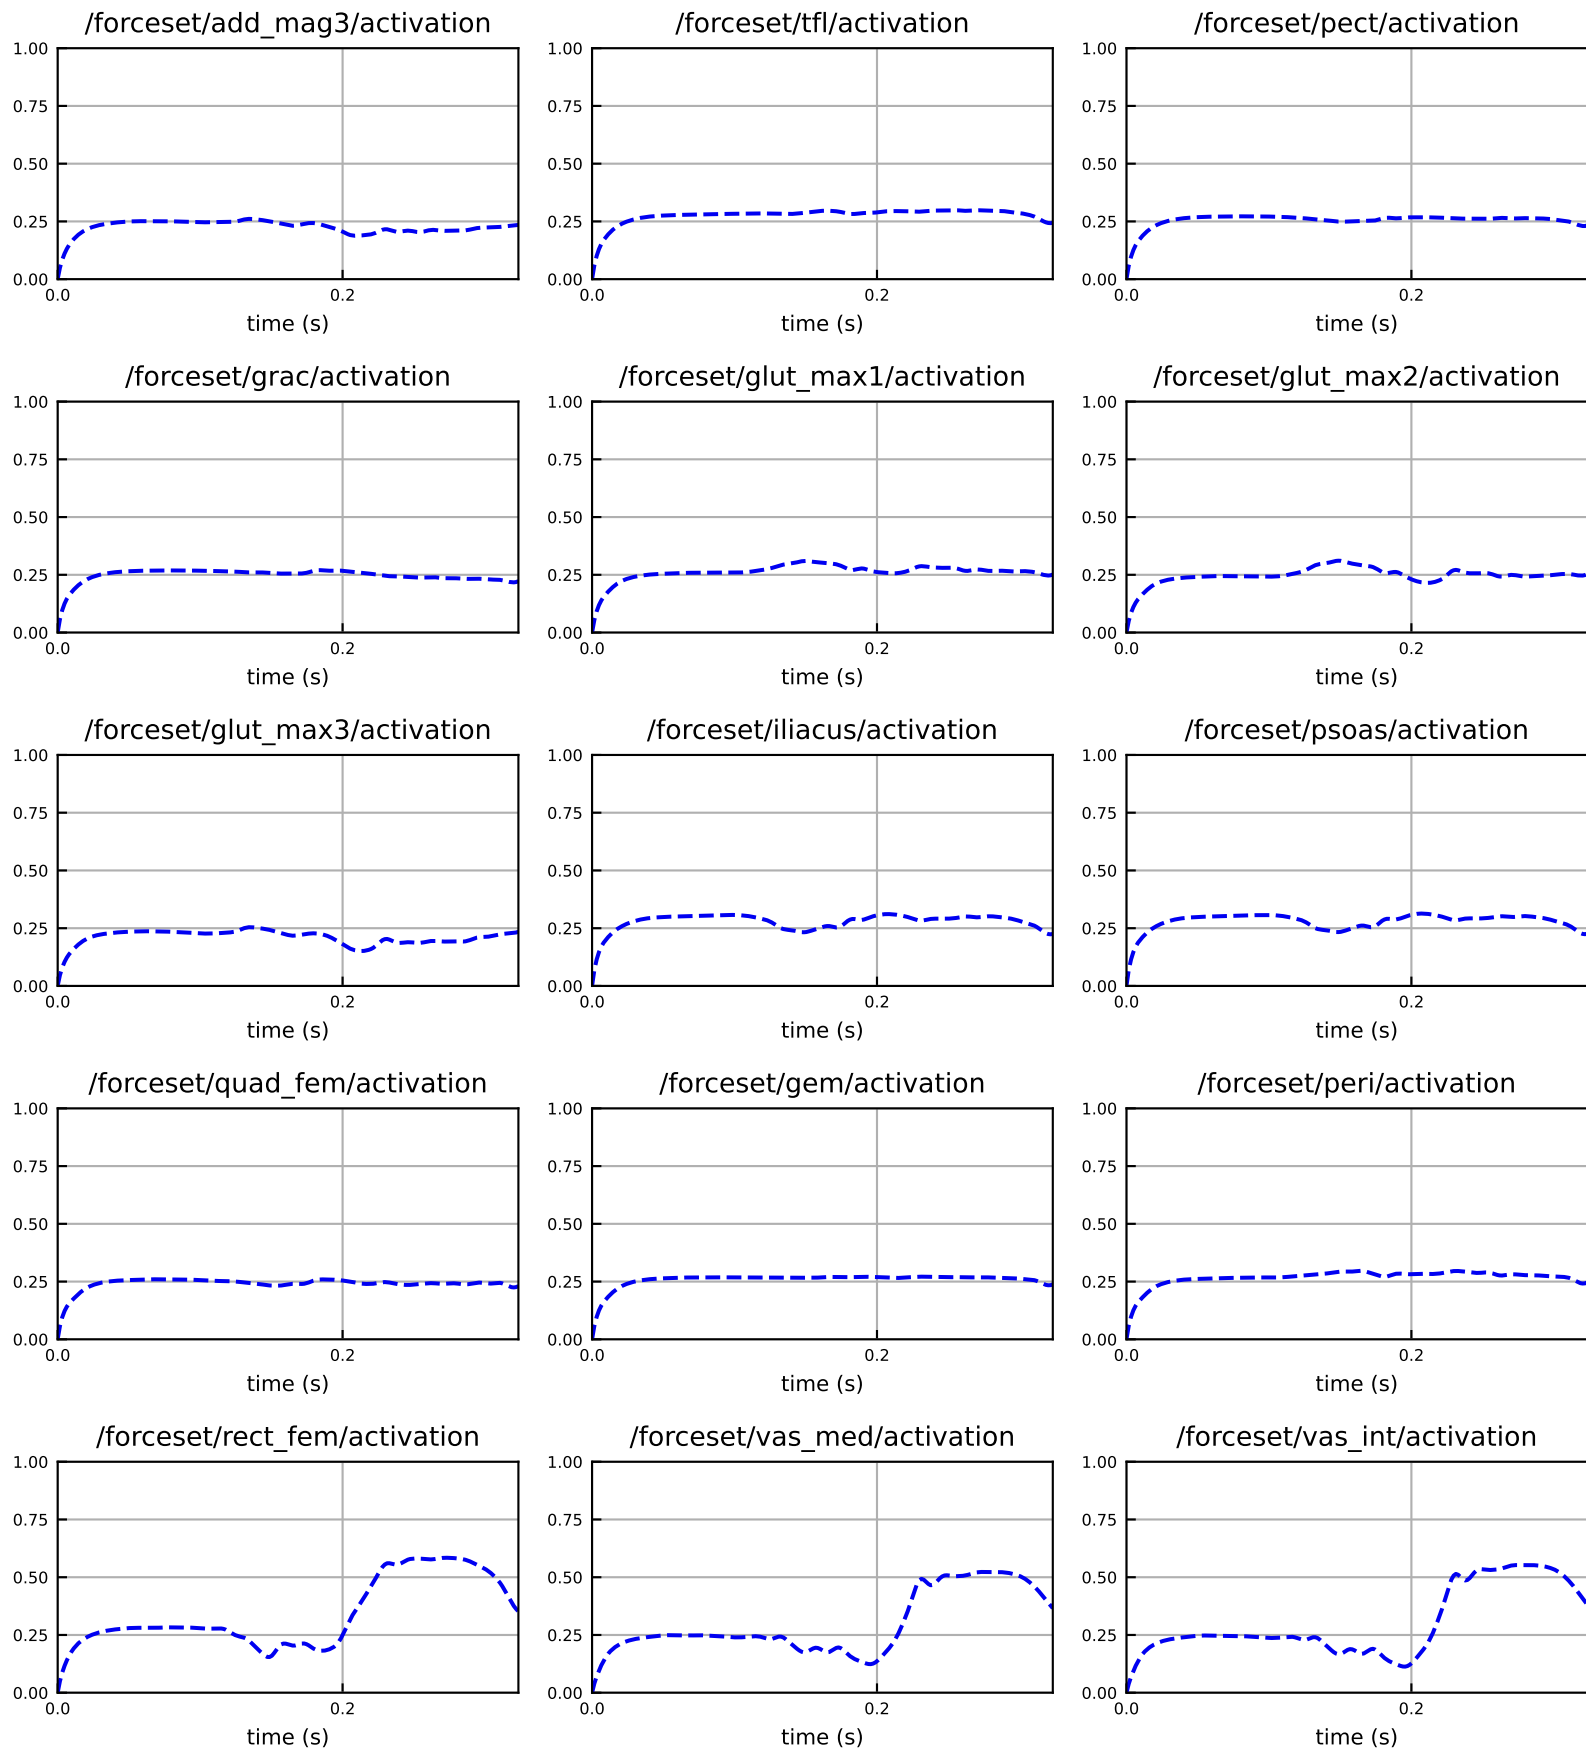 /forceset/add_mag3/activation /forceset/tfl/activation /forceset/pect/activation
1.00 1.00 1.00
0.75 0.75 0.75
0.50 0.50 0.50
0.25 0.25 0.25
0.00 0.00 0.00
0.0 0.2 0.0 0.2 0.0 0.2
time (s) time (s) time (s)
/forceset/grac/activation /forceset/glut_max1/activation /forceset/glut_max2/activation
1.00 1.00 1.00
0.75 0.75 0.75
0.50 0.50 0.50
0.25 0.25 0.25
0.00 0.00 0.00
0.0 0.2 0.0 0.2 0.0 0.2
time (s) time (s) time (s)
/forceset/glut_max3/activation /forceset/iliacus/activation /forceset/psoas/activation
1.00 1.00 1.00
0.75 0.75 0.75
0.50 0.50 0.50
0.25 0.25 0.25
0.00 0.00 0.00
0.0 0.2 0.0 0.2 0.0 0.2
time (s) time (s) time (s)
/forceset/quad_fem/activation /forceset/gem/activation /forceset/peri/activation
1.00 1.00 1.00
0.75 0.75 0.75
0.50 0.50 0.50
0.25 0.25 0.25
0.00 0.00 0.00
0.0 0.2 0.0 0.2 0.0 0.2
time (s) time (s) time (s)
/forceset/rect_fem/activation /forceset/vas_med/activation /forceset/vas_int/activation
1.00 1.00 1.00
0.75 0.75 0.75
0.50 0.50 0.50
0.25 0.25 0.25
0.00 0.00 0.00
0.0 0.2 0.0 0.2 0.0 0.2
time (s) time (s) time (s)